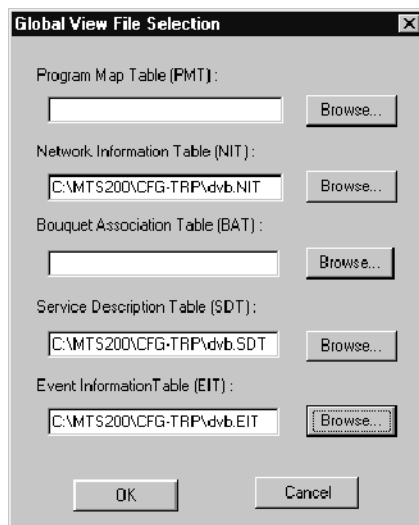 Global View File Selection
Program Map Table (PMT) :
Browse...
Network Information Table (NIT) :
C:\MTS200\CFG-TRP\dvb.NIT
Browse...
Bouquet Association Table (BAT) :
Browse...
Service Description Table (SDT) :
C:\MTS200\CFG-TRP\dvb.SDT
Browse...
Event InformationTable (EIT) :
C:\MTS200\CFG-TRP\dvb.EIT
Browse...
OK
Cancel